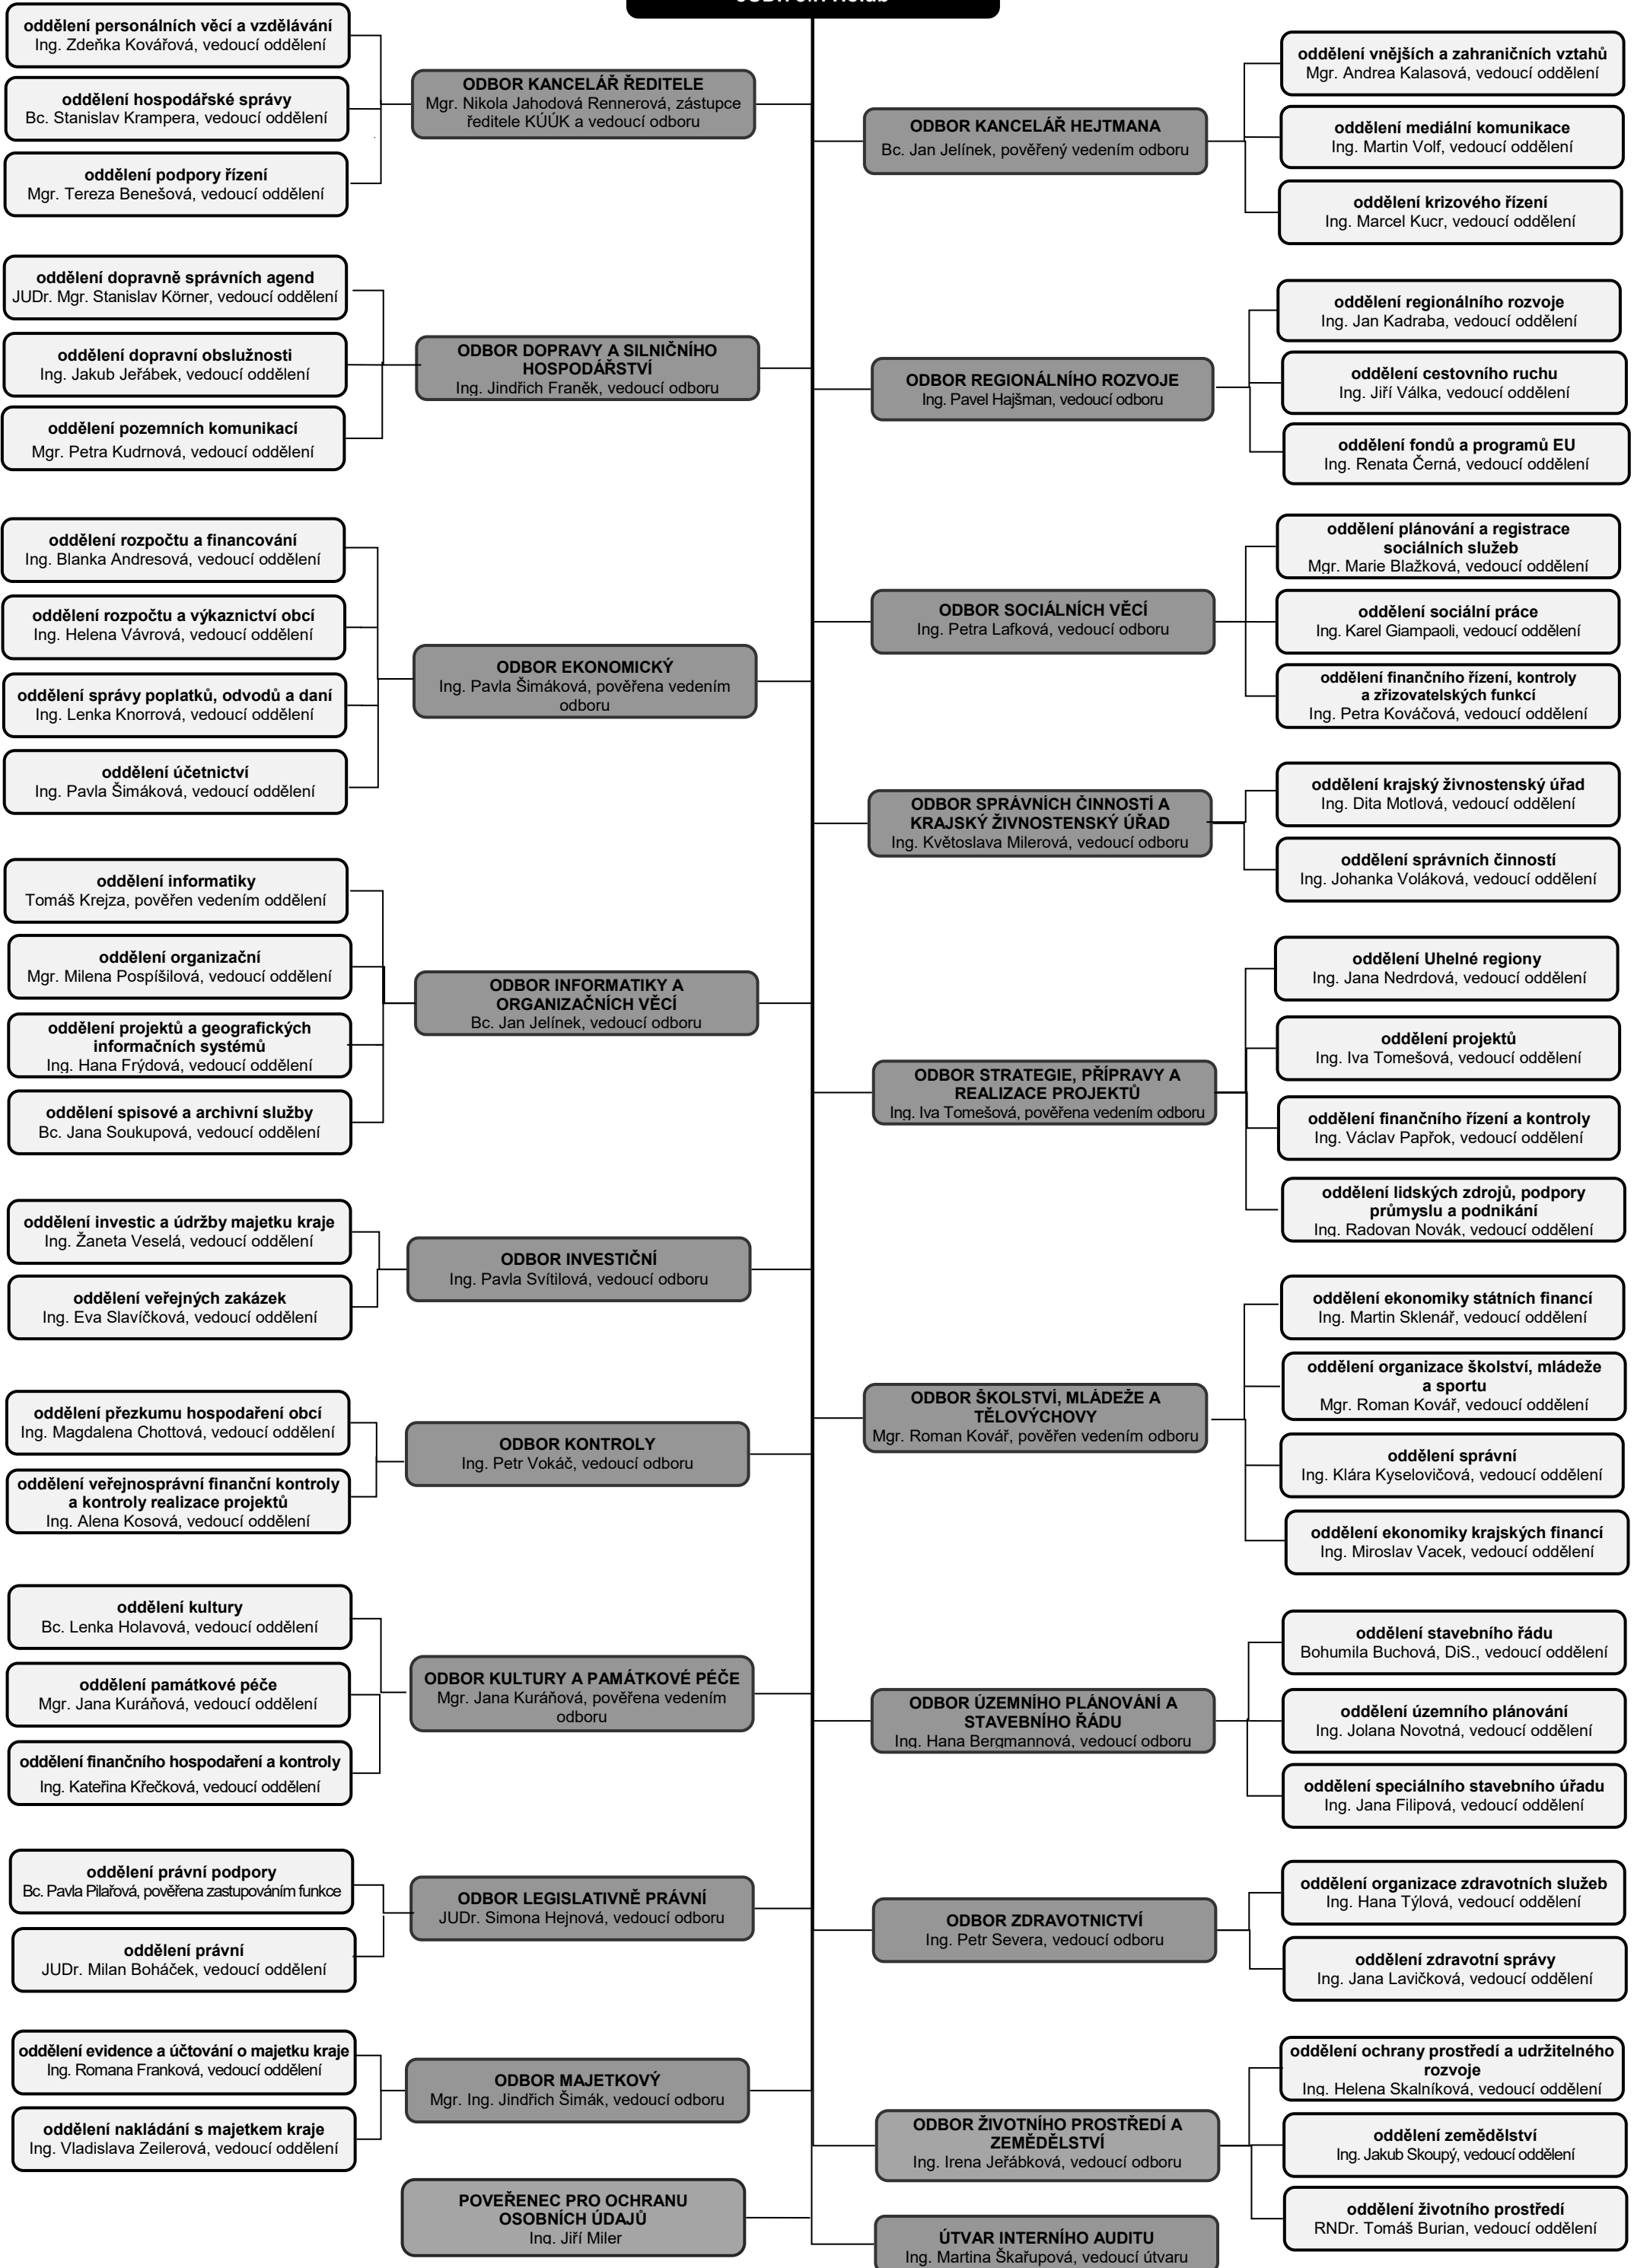 JUDr. Jiří Holub
oddělení personálních věcí a vzdělávání
Ing. Zdeňka Kovářová, vedoucí oddělení
oddělení hospodářské správy
Bc. Stanislav Krampera, vedoucí oddělení
oddělení podpory řízení
Mgr. Tereza Benešová, vedoucí oddělení
ODBOR KANCELÁŘ ŘEDITELE
Mgr. Nikola Jahodová Rennerová, zástupce
ředitele KÚÚK a vedoucí odboru
oddělení dopravně správních agend
JUDr. Mgr. Stanislav Körner, vedoucí oddělení
oddělení dopravní obslužnosti
Ing. Jakub Jeřábek, vedoucí oddělení
oddělení pozemních komunikací
Mgr. Petra Kudrnová, vedoucí oddělení
ODBOR DOPRAVY A SILNIČNÍHO
HOSPODÁŘSTVÍ
Ing. Jindřich Franěk, vedoucí odboru
oddělení rozpočtu a financování
Ing. Blanka Andresová, vedoucí oddělení
oddělení rozpočtu a výkaznictví obcí
Ing. Helena Vávrová, vedoucí oddělení
oddělení správy poplatků, odvodů a daní
Ing. Lenka Knorrová, vedoucí oddělení
oddělení účetnictví
Ing. Pavla Šimáková, vedoucí oddělení
ODBOR EKONOMICKÝ
Ing. Pavla Šimáková, pověřena vedením
odboru
oddělení informatiky
Tomáš Krejza, pověřen vedením oddělení
oddělení organizační
Mgr. Milena Pospíšilová, vedoucí oddělení
oddělení projektů a geografických
informačních systémů
Ing. Hana Frýdová, vedoucí oddělení
oddělení spisové a archivní služby
Bc. Jana Soukupová, vedoucí oddělení
ODBOR INFORMATIKY A
ORGANIZAČNÍCH VĚCÍ
Bc. Jan Jelínek, vedoucí odboru
oddělení investic a údržby majetku kraje
Ing. Žaneta Veselá, vedoucí oddělení
oddělení veřejných zakázek
Ing. Eva Slavíčková, vedoucí oddělení
ODBOR INVESTIČNÍ
Ing. Pavla Svítilová, vedoucí odboru
oddělení přezkumu hospodaření obcí
Ing. Magdalena Chottová, vedoucí oddělení
oddělení veřejnosprávní finanční kontroly
a kontroly realizace projektů
Ing. Alena Kosová, vedoucí oddělení
ODBOR KONTROLY
Ing. Petr Vokáč, vedoucí odboru
oddělení kultury
Bc. Lenka Holavová, vedoucí oddělení
oddělení památkové péče
Mgr. Jana Kuráňová, vedoucí oddělení
oddělení finančního hospodaření a kontroly
Ing. Kateřina Křečková, vedoucí oddělení
ODBOR KULTURY A PAMÁTKOVÉ PÉČE
Mgr. Jana Kuráňová, pověřena vedením
odboru
oddělení právní podpory
Bc. Pavla Pilařová, pověřena zastupováním funkce
oddělení právní
JUDr. Milan Boháček, vedoucí oddělení
ODBOR LEGISLATIVNĚ PRÁVNÍ
JUDr. Simona Hejnová, vedoucí odboru
oddělení evidence a účtování o majetku kraje
Ing. Romana Franková, vedoucí oddělení
oddělení nakládání s majetkem kraje
Ing. Vladislava Zeilerová, vedoucí oddělení
ODBOR MAJETKOVÝ
Mgr. Ing. Jindřich Šimák, vedoucí odboru
POVEŘENEC PRO OCHRANU
OSOBNÍCH ÚDAJŮ
Ing. Jiří Miler
ODBOR KANCELÁŘ HEJTMANA
Bc. Jan Jelínek, pověřený vedením odboru
oddělení vnějších a zahraničních vztahů
Mgr. Andrea Kalasová, vedoucí oddělení
oddělení mediální komunikace
Ing. Martin Volf, vedoucí oddělení
oddělení krizového řízení
Ing. Marcel Kucr, vedoucí oddělení
ODBOR REGIONÁLNÍHO ROZVOJE
Ing. Pavel Hajšman, vedoucí odboru
oddělení regionálního rozvoje
Ing. Jan Kadraba, vedoucí oddělení
oddělení cestovního ruchu
Ing. Jiří Válka, vedoucí oddělení
oddělení fondů a programů EU
Ing. Renata Černá, vedoucí oddělení
ODBOR SOCIÁLNÍCH VĚCÍ
Ing. Petra Lafková, vedoucí odboru
oddělení plánování a registrace
sociálních služeb
Mgr. Marie Blažková, vedoucí oddělení
oddělení sociální práce
Ing. Karel Giampaoli, vedoucí oddělení
oddělení finančního řízení, kontroly
a zřizovatelských funkcí
Ing. Petra Kováčová, vedoucí oddělení
ODBOR SPRÁVNÍCH ČINNOSTÍ A
KRAJSKÝ ŽIVNOSTENSKÝ ÚŘAD
Ing. Květoslava Milerová, vedoucí odboru
oddělení krajský živnostenský úřad
Ing. Dita Motlová, vedoucí oddělení
oddělení správních činností
Ing. Johanka Voláková, vedoucí oddělení
ODBOR STRATEGIE, PŘÍPRAVY A
REALIZACE PROJEKTŮ
Ing. Iva Tomešová, pověřena vedením odboru
oddělení Uhelné regiony
Ing. Jana Nedrdová, vedoucí oddělení
oddělení projektů
Ing. Iva Tomešová, vedoucí oddělení
oddělení finančního řízení a kontroly
Ing. Václav Papřok, vedoucí oddělení
oddělení lidských zdrojů, podpory
průmyslu a podnikání
Ing. Radovan Novák, vedoucí oddělení
ODBOR ŠKOLSTVÍ, MLÁDEŽE A
TĚLOVÝCHOVY
Mgr. Roman Kovář, pověřen vedením odboru
oddělení ekonomiky státních financí
Ing. Martin Sklenář, vedoucí oddělení
oddělení organizace školství, mládeže
a sportu
Mgr. Roman Kovář, vedoucí oddělení
oddělení správní
Ing. Klára Kyselovičová, vedoucí oddělení
oddělení ekonomiky krajských financí
Ing. Miroslav Vacek, vedoucí oddělení
ODBOR ÚZEMNÍHO PLÁNOVÁNÍ A
STAVEBNÍHO ŘÁDU
Ing. Hana Bergmannová, vedoucí odboru
oddělení stavebního řádu
Bohumila Buchová, DiS., vedoucí oddělení
oddělení územního plánování
Ing. Jolana Novotná, vedoucí oddělení
oddělení speciálního stavebního úřadu
Ing. Jana Filipová, vedoucí oddělení
ODBOR ZDRAVOTNICTVÍ
Ing. Petr Severa, vedoucí odboru
oddělení organizace zdravotních služeb
Ing. Hana Týlová, vedoucí oddělení
oddělení zdravotní správy
Ing. Jana Lavičková, vedoucí oddělení
ODBOR ŽIVOTNÍHO PROSTŘEDÍ A
ZEMĚDĚLSTVÍ
Ing. Irena Jeřábková, vedoucí odboru
oddělení ochrany prostředí a udržitelného
rozvoje
Ing. Helena Skalníková, vedoucí oddělení
oddělení zemědělství
Ing. Jakub Skoupý, vedoucí oddělení
oddělení životního prostředí
RNDr. Tomáš Burian, vedoucí oddělení
ÚTVAR INTERNÍHO AUDITU
Ing. Martina Škařupová, vedoucí útvaru